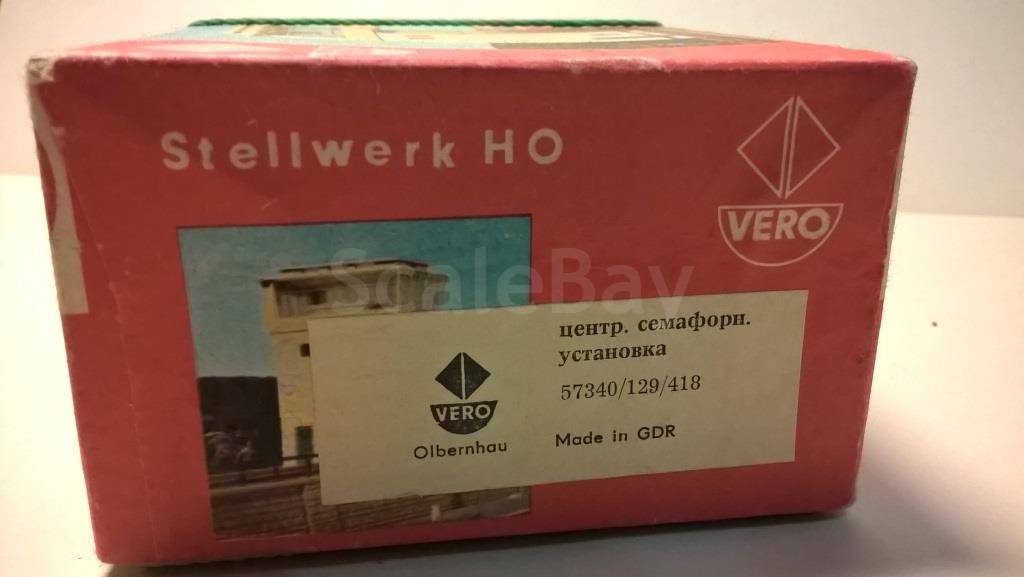 Stellwerk HO
VERO
ScaleBay
центр. семафорн.
установка
57340/129/418
VERO
Olbernhau
Made in GDR